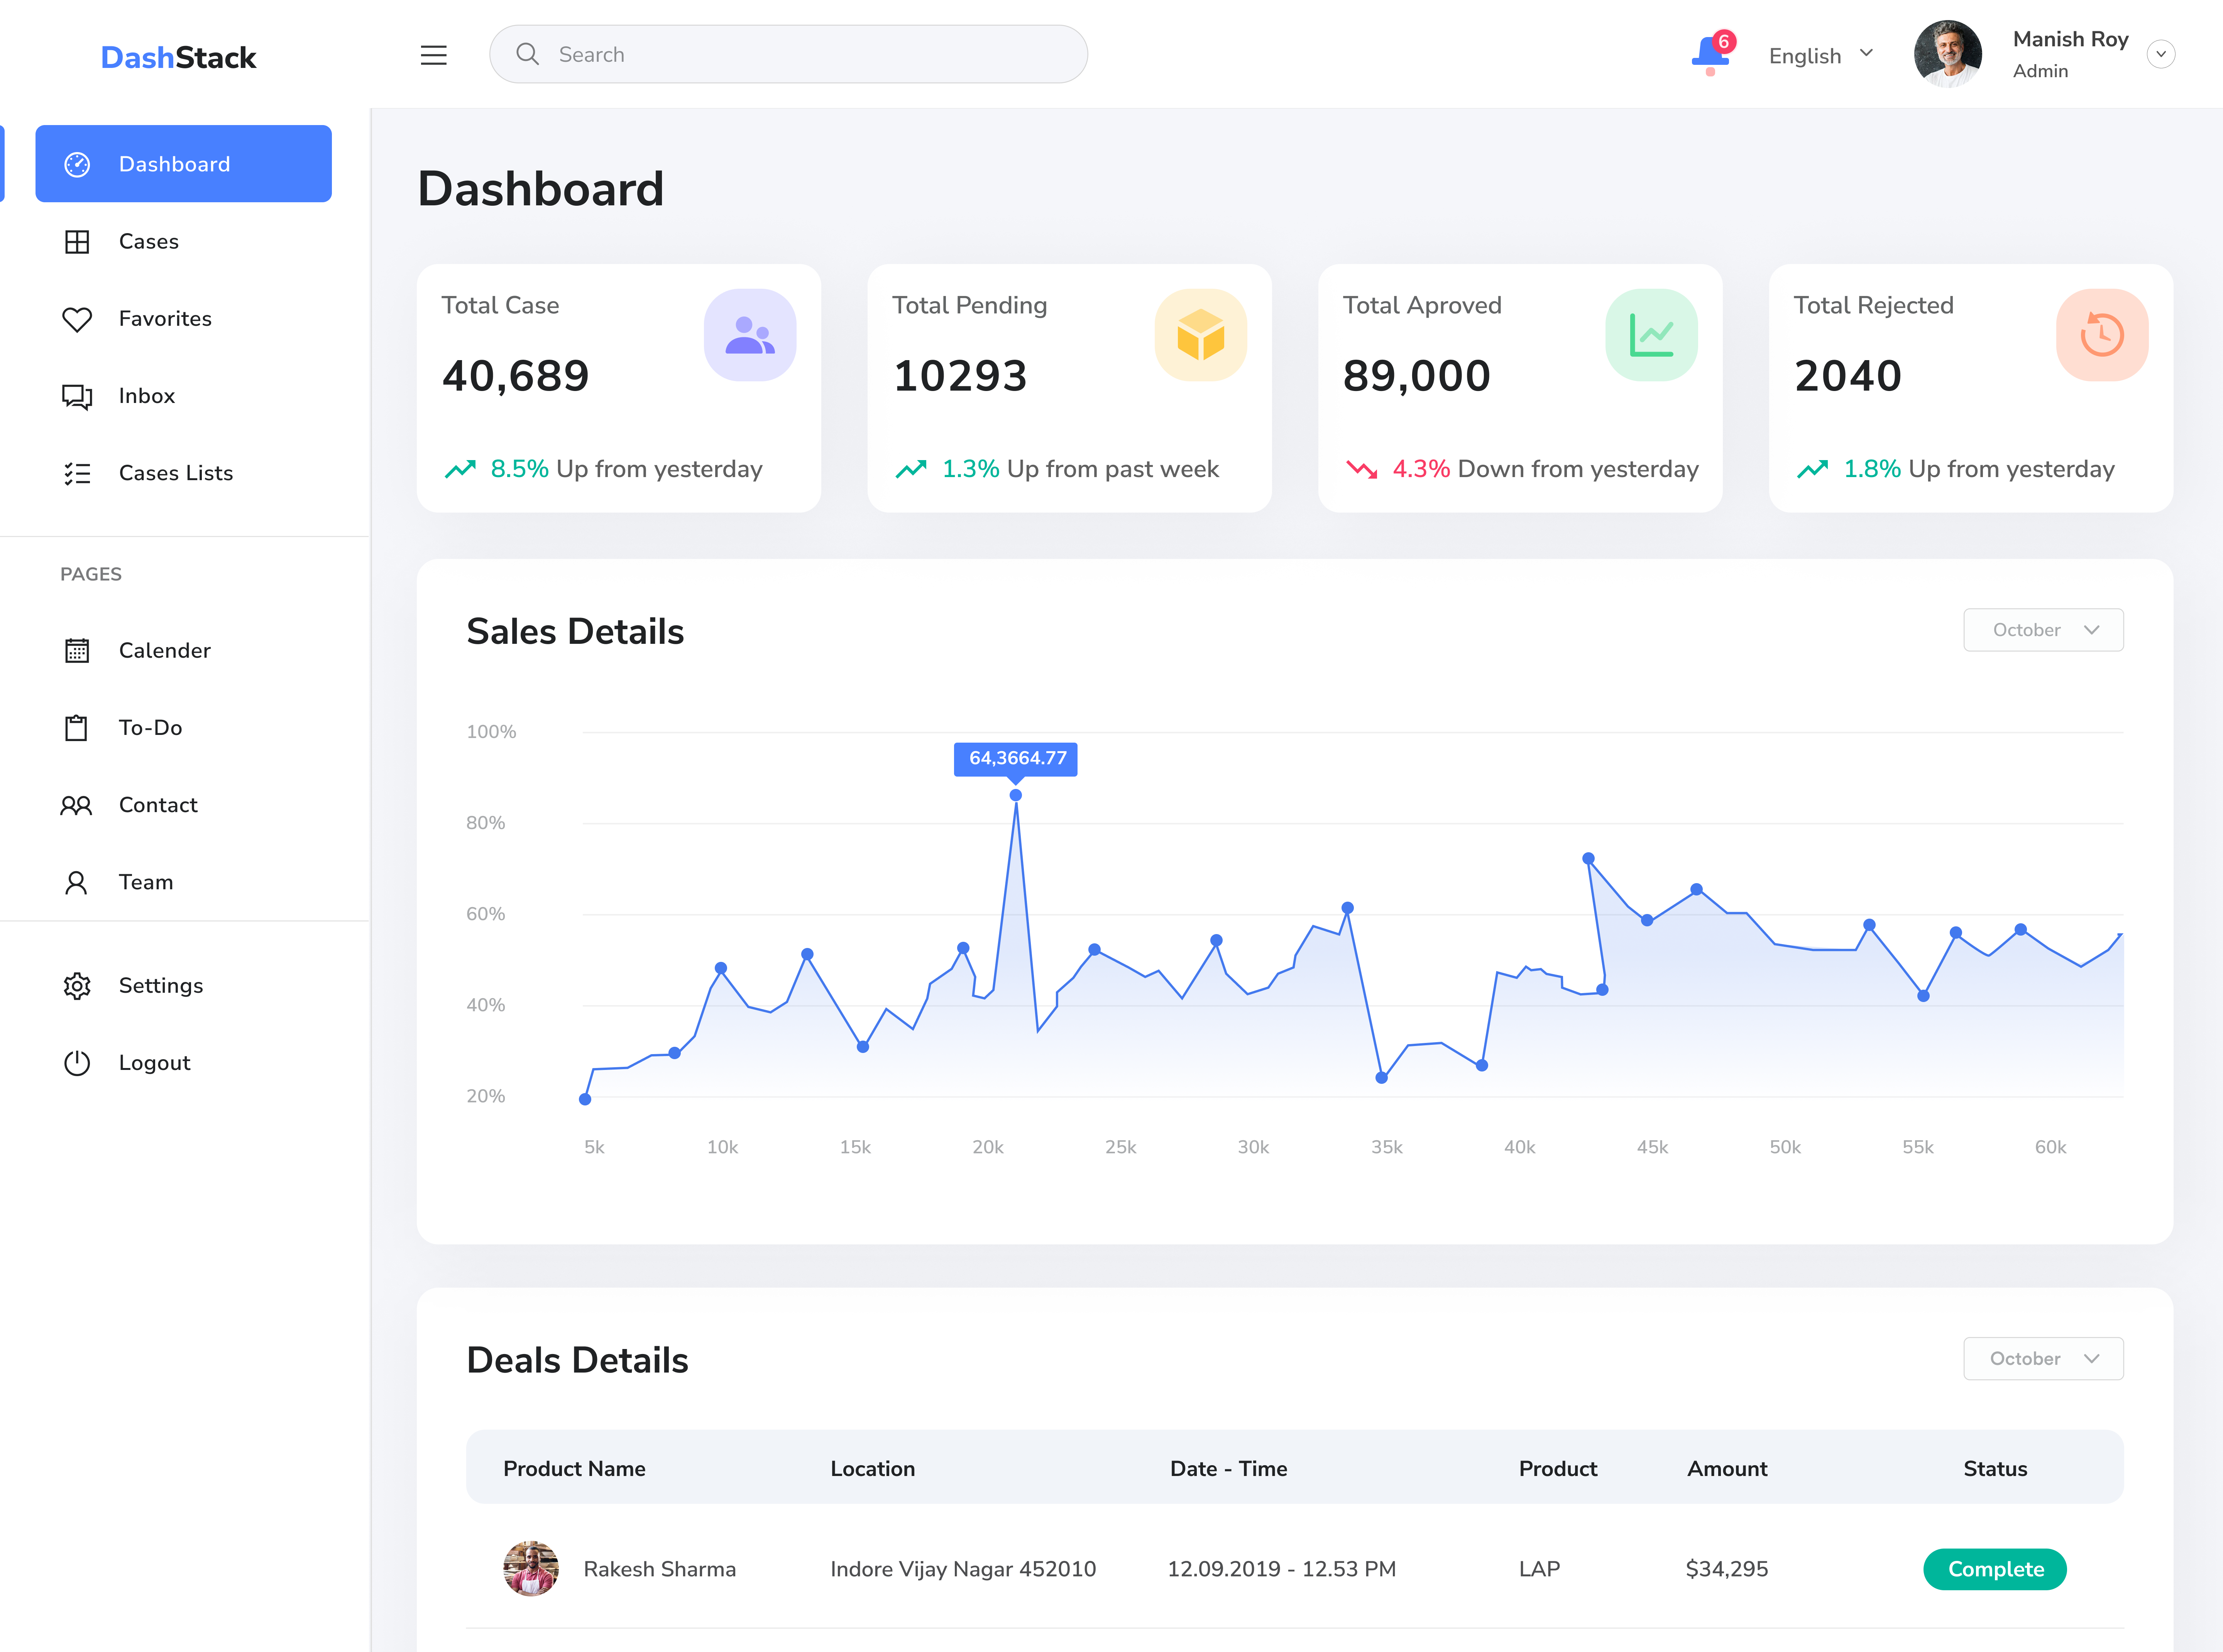 DashStack
Search
6
English
Manish Roy
Admin
Dashboard
Cases
Favorites
Inbox
Cases Lists
PAGES
Calender
To-Do
Contact
Team
Settings
Logout
Dashboard
Total Case
40,689
8.5% Up from yesterday
Total Pending
10293
1.3% Up from past week
Total Aproved
89,000
4.3% Down from yesterday
Total Rejected
2040
1.8% Up from yesterday
Sales Details
October
100%
80%
60%
40%
20%
64,3664.77
5k 10k 15k 20k 25k 30k 35k 40k 45k 50k 55k 60k
Deals Details
October
Product Name Location Date - Time Product Amount Status
Rakesh Sharma Indore Vijay Nagar 452010 12.09.2019 - 12.53 PM LAP $34,295 Complete